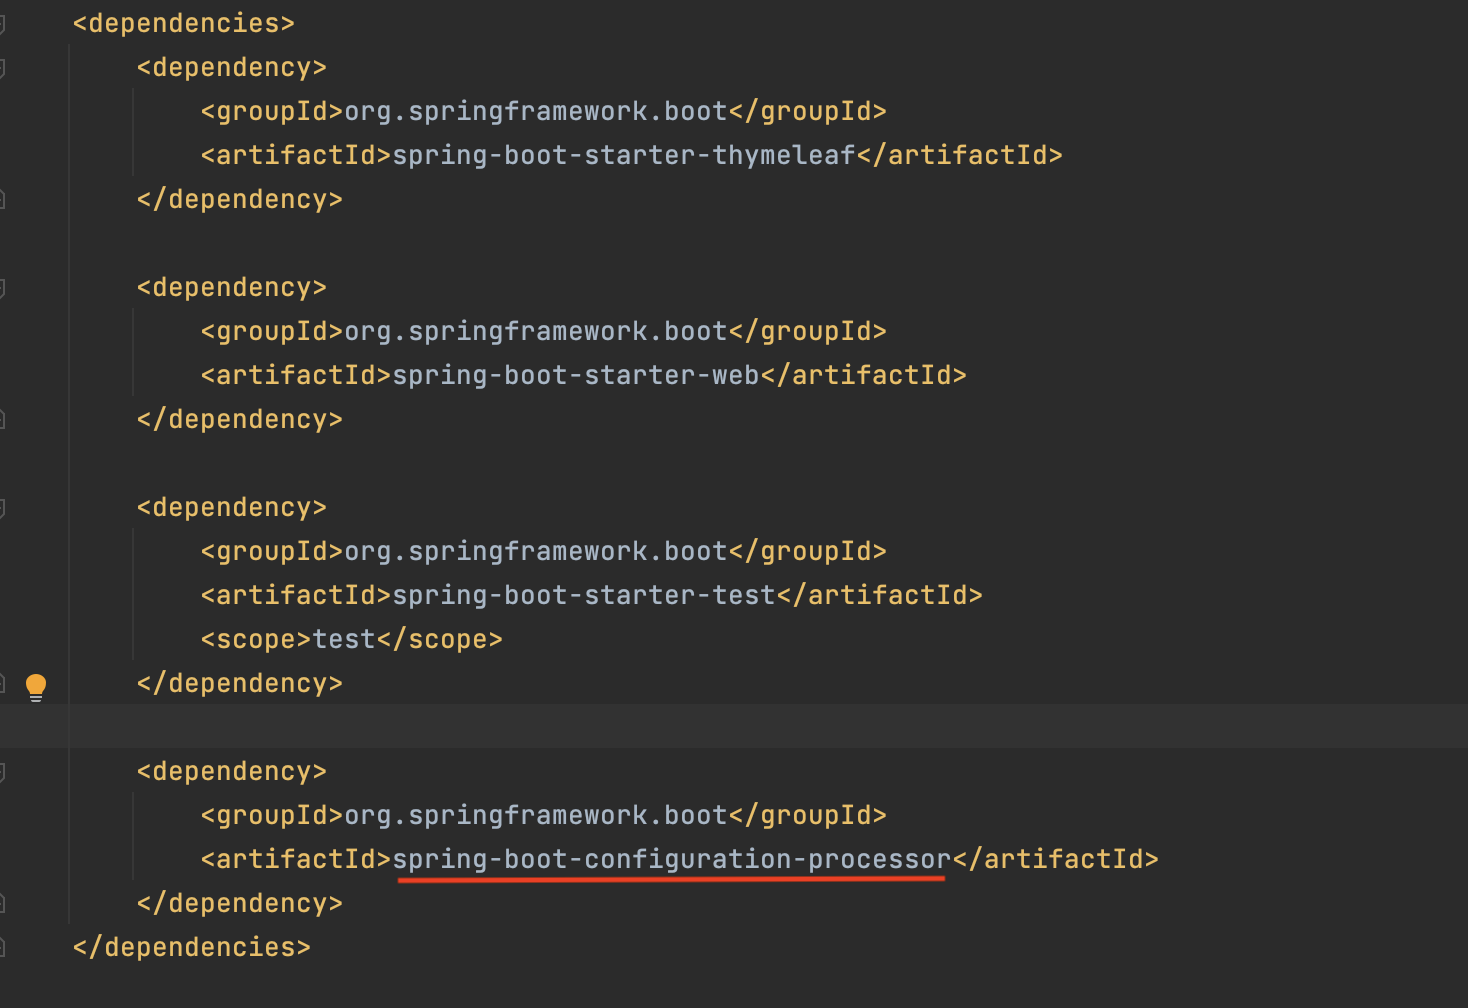 <dependencies>
<dependency>
<groupId>org.springframework.boot</groupId>
<artifactId>spring-boot-starter-thymeleaf</artifactId>
</dependency>
<dependency>
<groupId>org.springframework.boot</groupId>
<artifactId>spring-boot-starter-web</artifactId>
</dependency>
<dependency>
<groupId>org.springframework.boot</groupId>
<artifactId>spring-boot-starter-test</artifactId>
<scope>test</scope>
</dependency>
<dependency>
<groupId>org.springframework.boot</groupId>
<artifactId>spring-boot-configuration-processor</artifactId>
</dependency>
</dependencies>